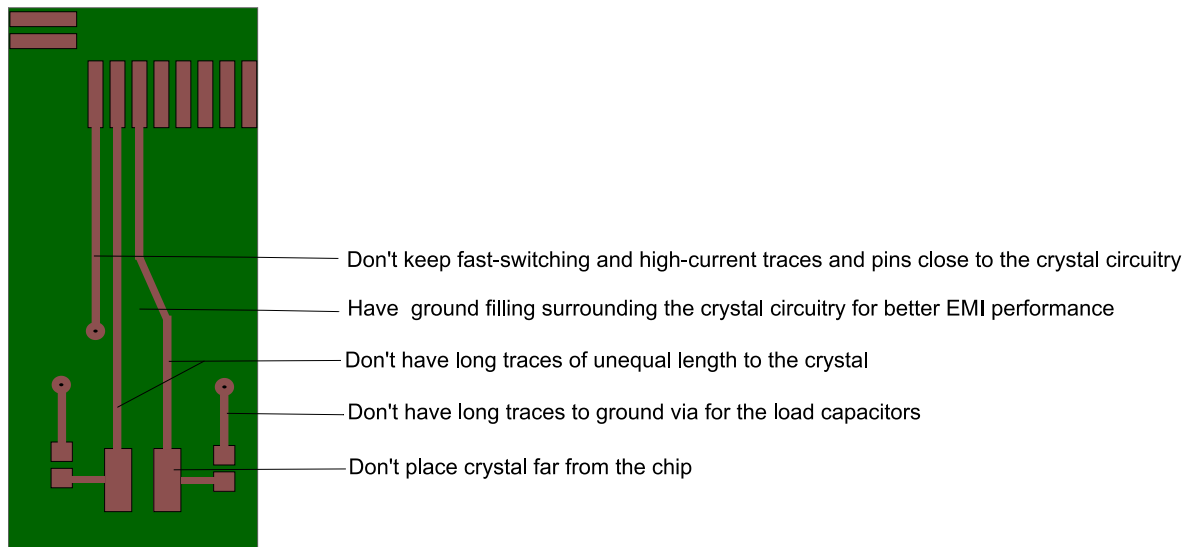 Don't keep fast-switching and high-current traces and pins close to the crystal circuitry
Have  ground filling surrounding the crystal circuitry for better EMI performance
Don't have long traces of unequal length to the crystal
Don't have long traces to ground via for the load capacitors
Don't place crystal far from the chip